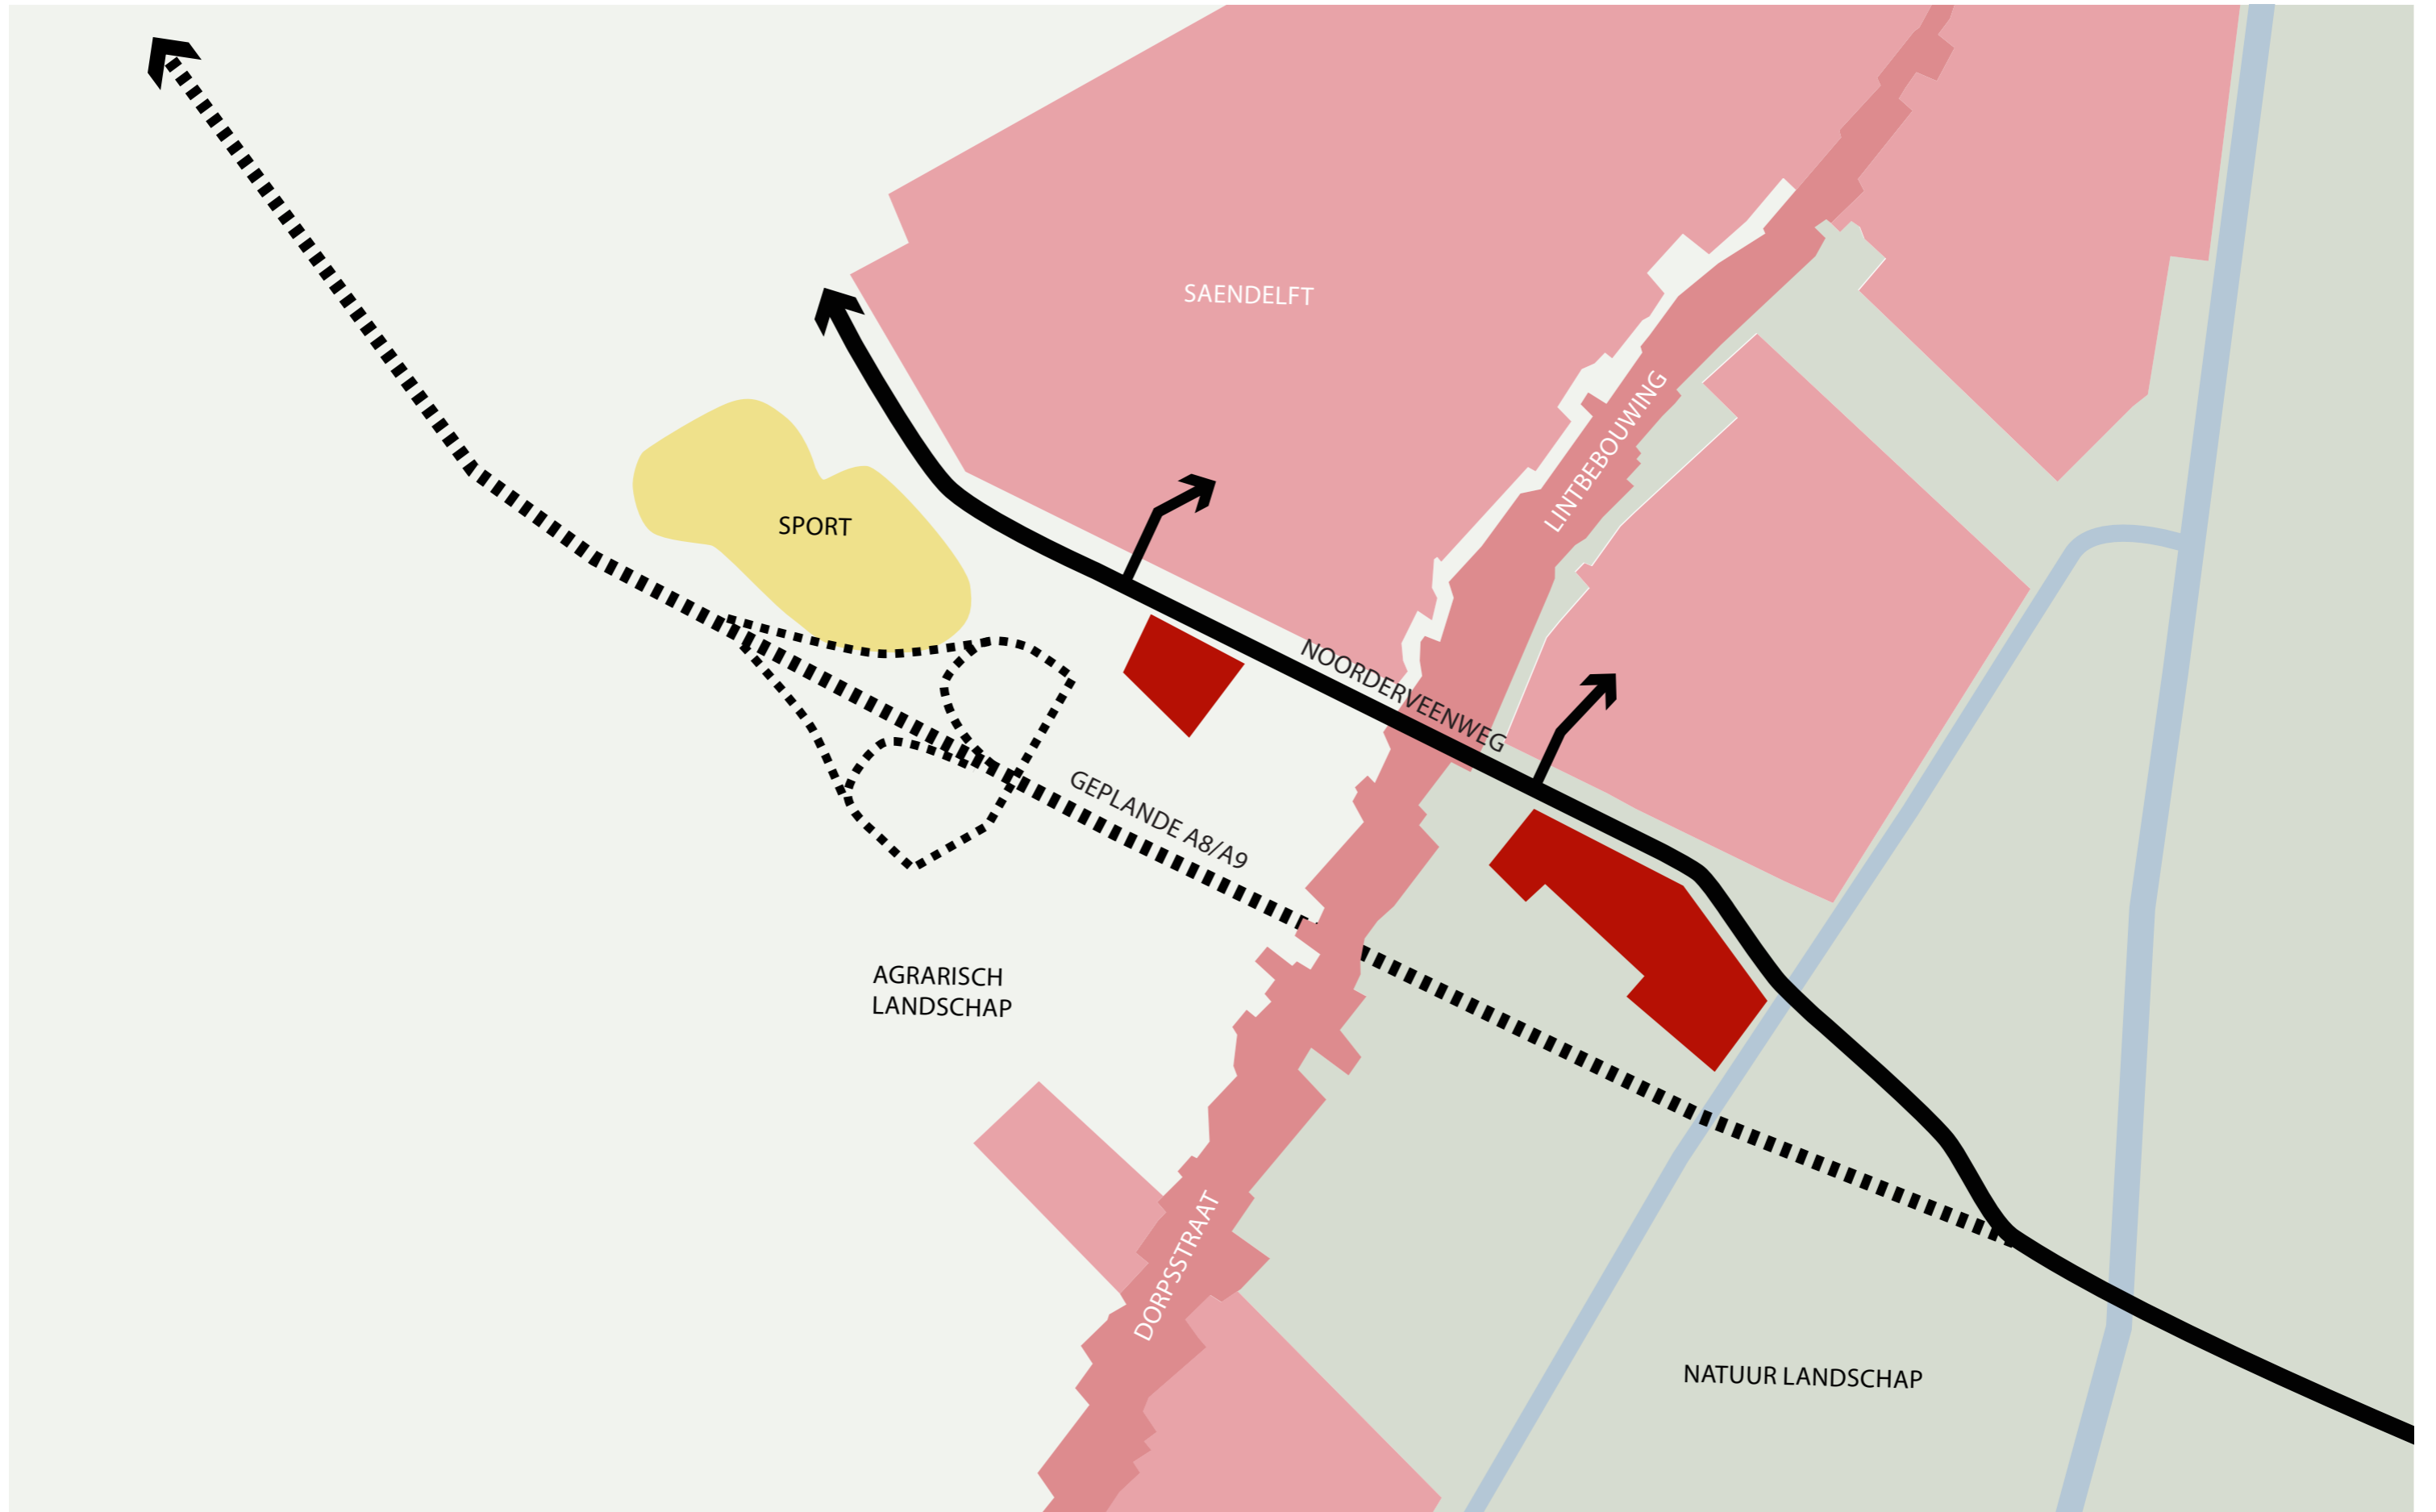 SAENDELFT
LINTBEBOUWING
SPORT
NOORDERVEENWEG
GEPLANDE A8/A9
AGRARISCH
LANDSCHAP
DORPSSTRAAT
NATUUR LANDSCHAP